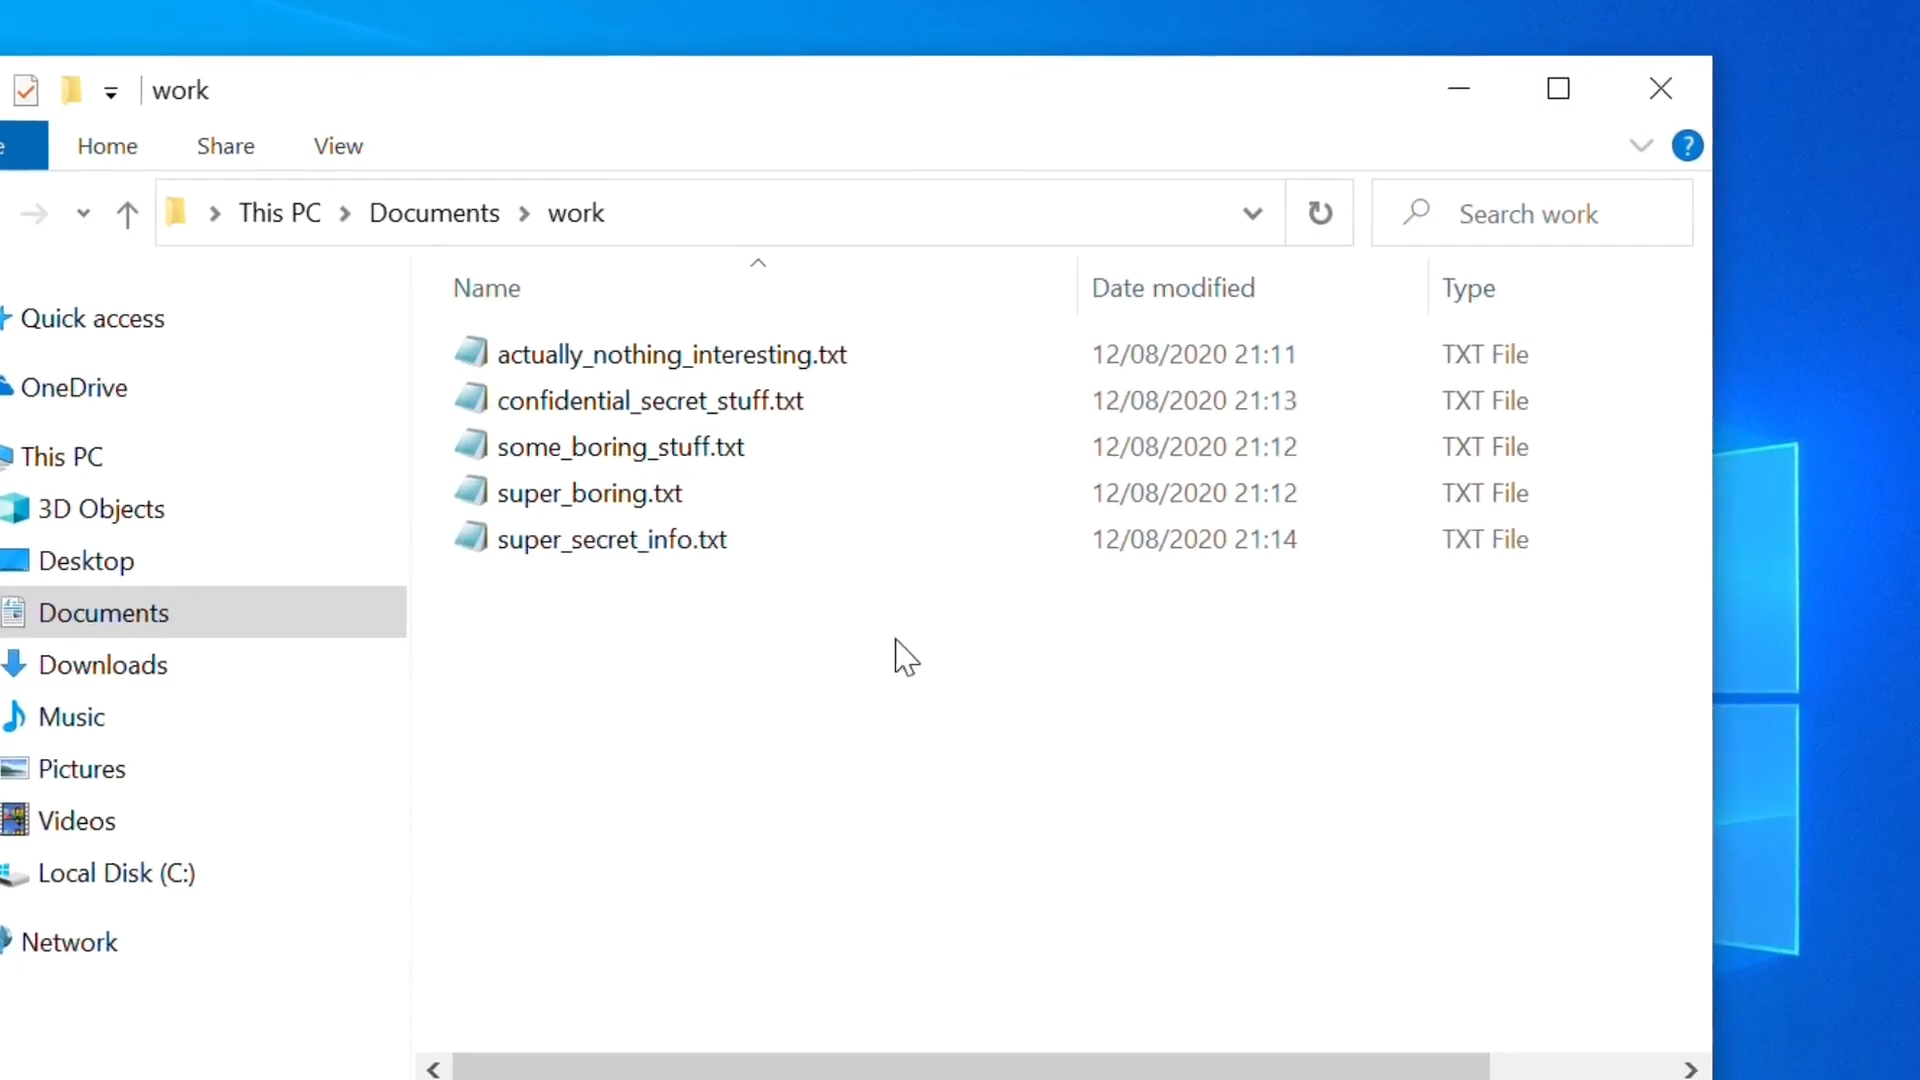 work
e Home Share View ?
This PC Documents work Search work
Name Date modified Type
Quick access
OneDrive
This PC
3D Objects
Desktop
Documents
Downloads
Music
Pictures
Videos
Local Disk (C:)
Network
actually_nothing_interesting.txt 12/08/2020 21:11 TXT File
confidential_secret_stuff.txt 12/08/2020 21:13 TXT File
some_boring_stuff.txt 12/08/2020 21:12 TXT File
super_boring.txt 12/08/2020 21:12 TXT File
super_secret_info.txt 12/08/2020 21:14 TXT File